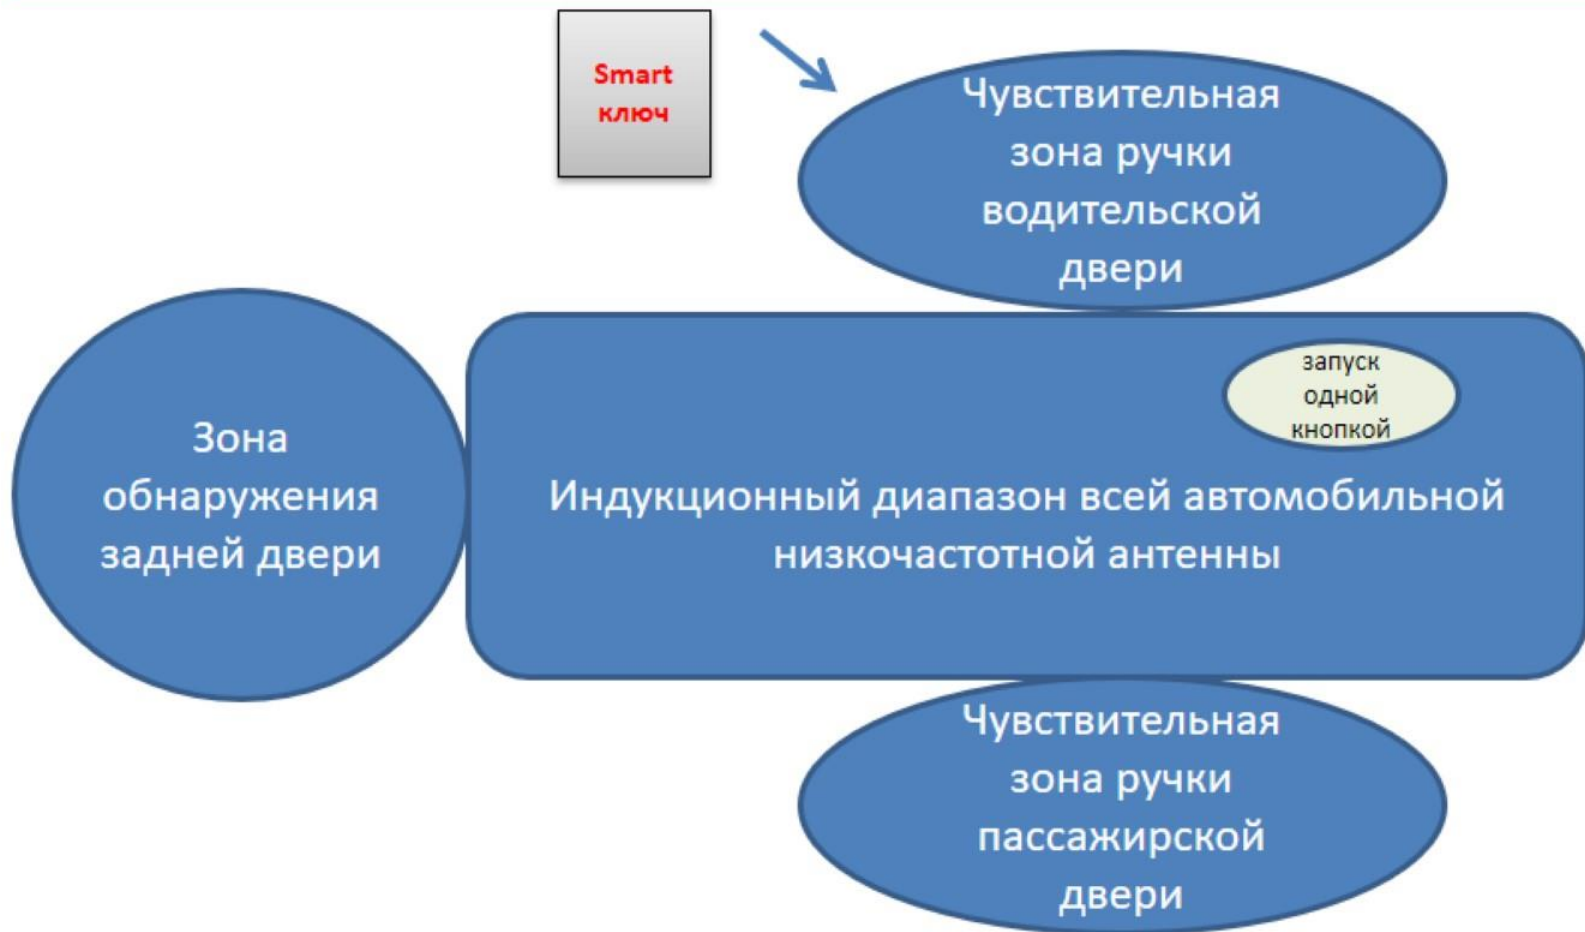 Smart
ключ
Чувствительная
зона ручки
водительской
двери
запуск
одной
кнопкой
Зона
обнаружения
задней двери
Индукционный диапазон всей автомобильной
низкочастотной антенны
Чувствительная
зона ручки
пассажирской
двери